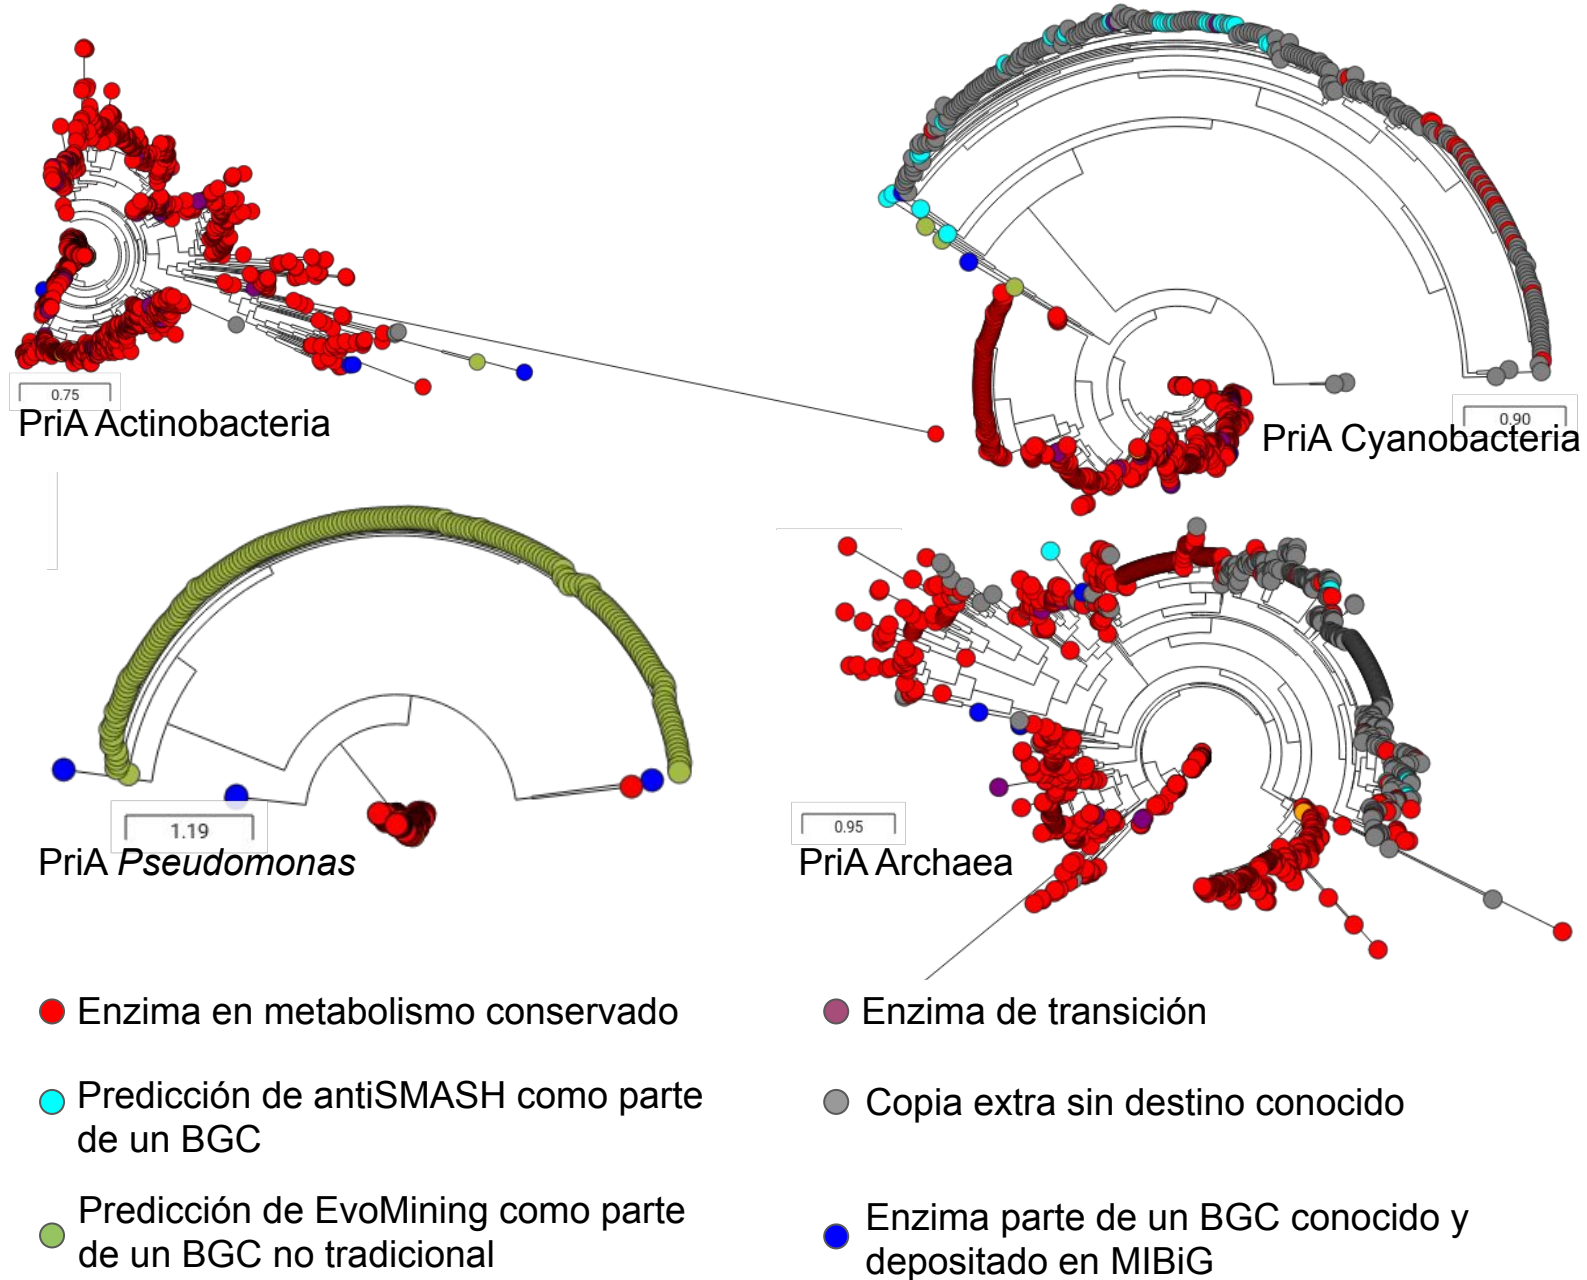 0.75
PriA Actinobacteria
0.90
PriA Cyanobacteria
1.19
PriA Pseudomonas
0.95
PriA Archaea
Enzima en metabolismo conservado
Enzima de transición
Predicción de antiSMASH como parte
de un BGC
Copia extra sin destino conocido
Predicción de EvoMining como parte
de un BGC no tradicional
Enzima parte de un BGC conocido y
depositado en MIBiG